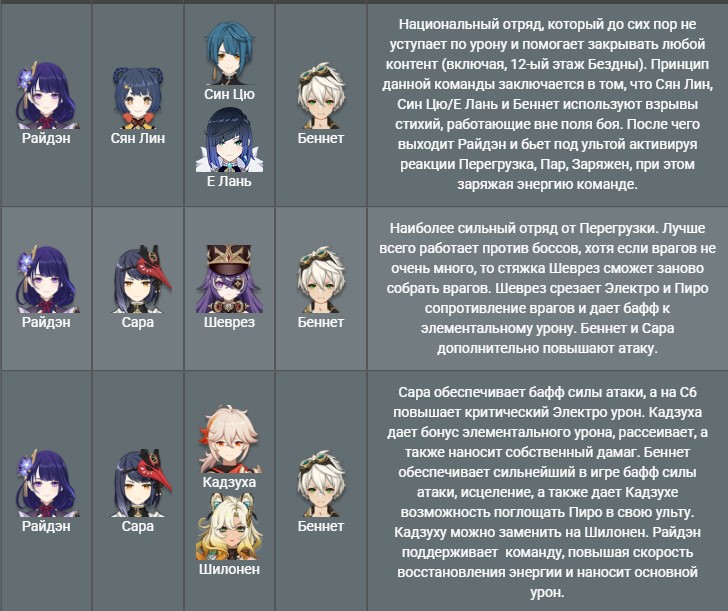 Райдэн
Сян Лин
Син Цю
Е Лань
Беннет
Национальный отряд, который до сих пор не
уступает по урону и помогает закрывать любой
контент (включая, 12-ый этаж Бездны). Принцип
данной команды заключается в том, что Сян Лин,
Син Цю/Е Лань и Беннет используют взрывы
стихий, работающие вне поля боя. После чего
выходит Райдэн и бьет под ультой активируя
реакции Перегрузка, Пар, Заряжен, при этом
заряжая энергию команде.
Райдэн
Сара
Шеврез
Беннет
Наиболее сильный отряд от Перегрузки. Лучше
всего работает против боссов, хотя если врагов не
очень много, то стяжка Шеврез сможет заново
собрать врагов. Шеврез срезает Электро и Пиро
сопротивление врагов и дает бафф к
элементальному урону. Беннет и Сара
дополнительно повышают атаку.
Райдэн
Сара
Кадзуха
Шилонен
Беннет
Сара обеспечивает бафф силы атаки, а на С6
повышает критический Электро урон. Кадзуха
дает бонус элементального урона, рассеивает, а
также наносит собственный дамаг. Беннет
обеспечивает сильнейший в игре бафф силы
атаки, исцеление, а также дает Кадзухе
возможность поглощать Пиро в свою ульту.
Кадзуху можно заменить на Шилонен. Райдэн
поддерживает команду, повышая скорость
восстановления энергии и наносит основной
урон.